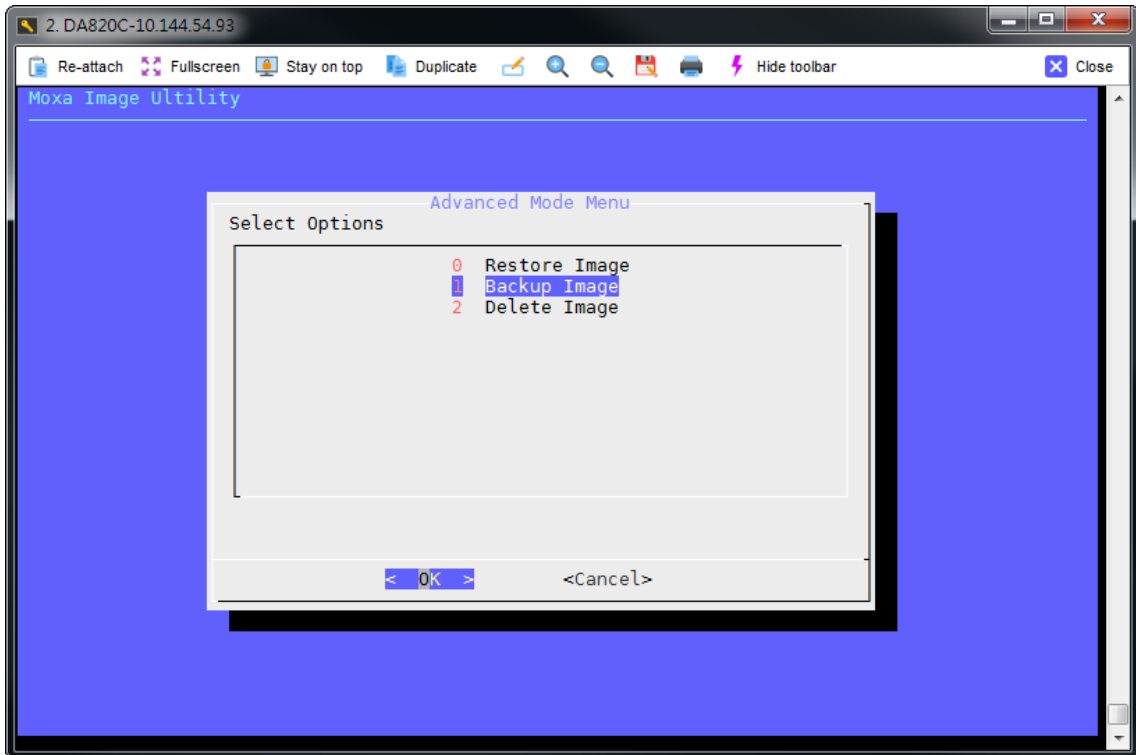 2. DA820C-10.144.54.93
Re-attach Fullscreen Stay on top Duplicate Hide toolbar Close
Moxa Image Ultility
Advanced Mode Menu
Select Options
0 Restore Image
1 Backup Image
2 Delete Image
< OK > <Cancel>